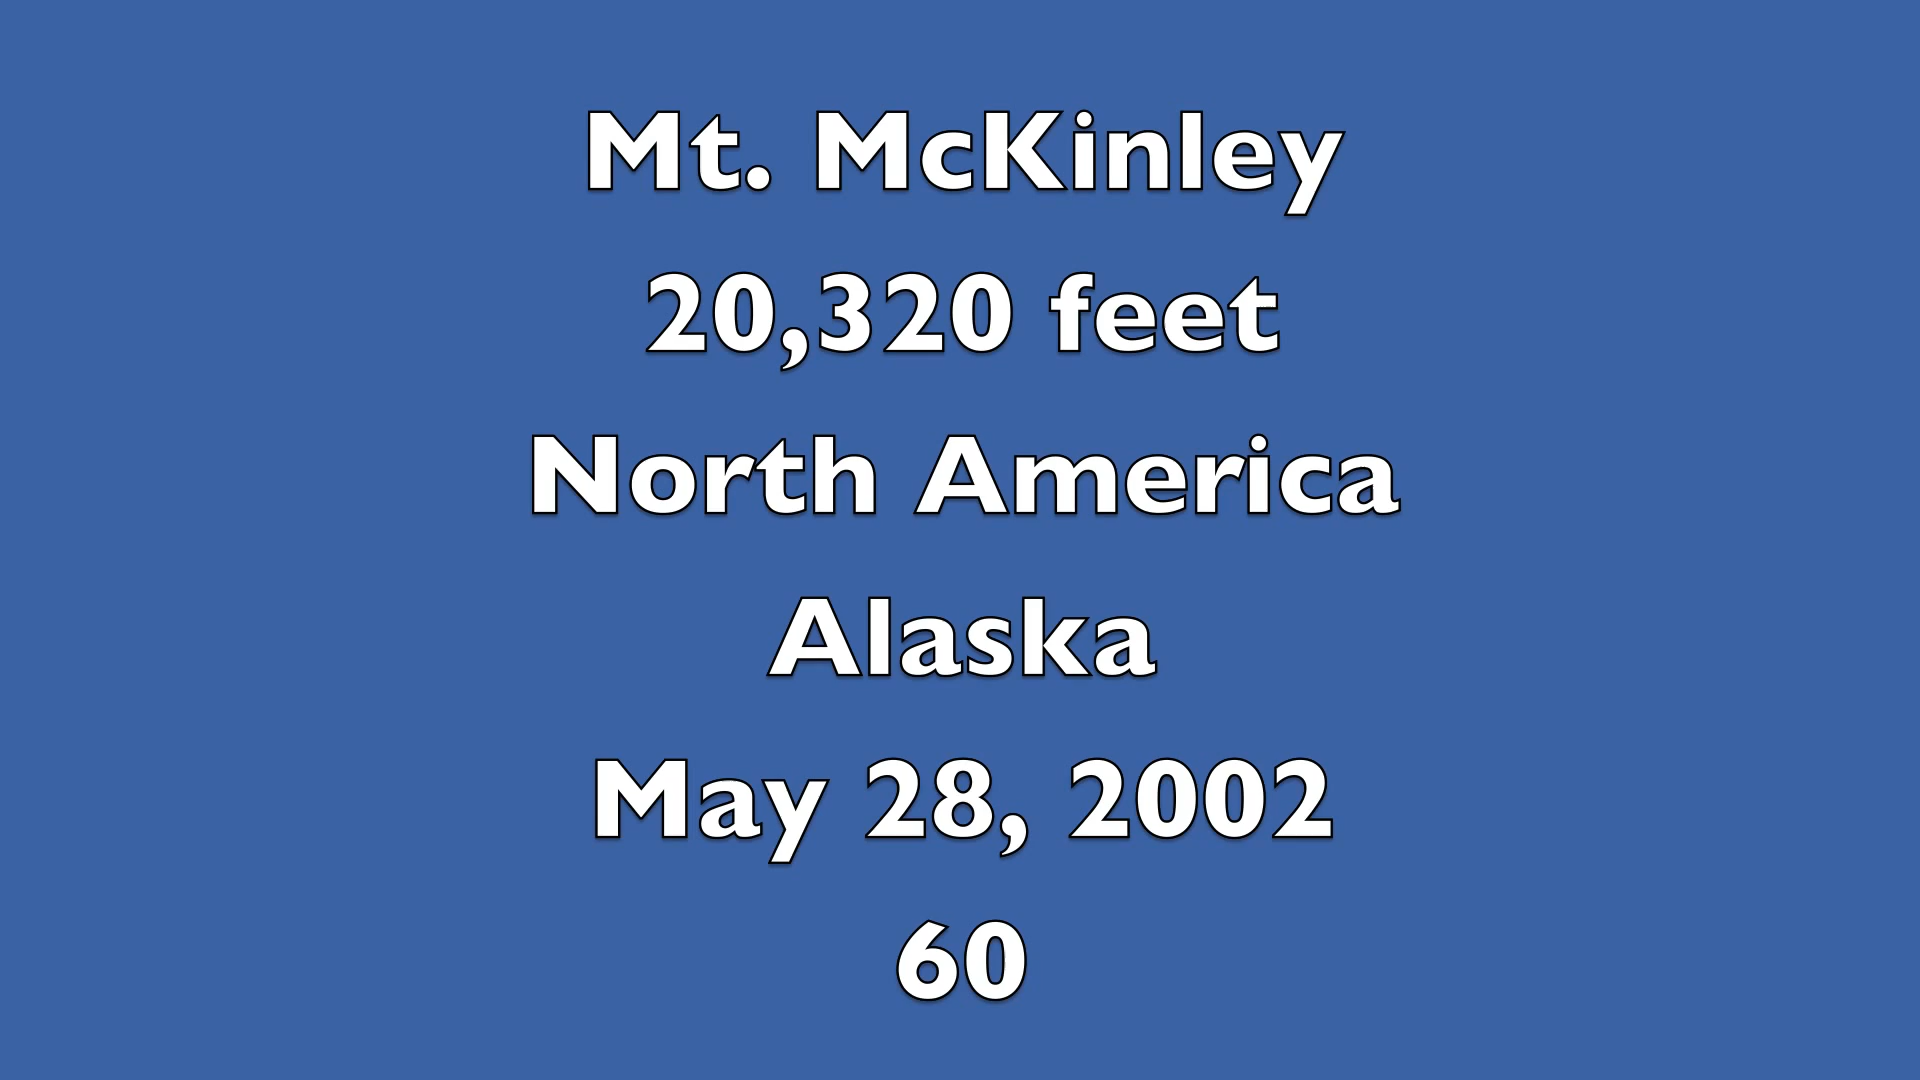 Mt. McKinley
20,320 feet
North America
Alaska
May 28, 2002
60